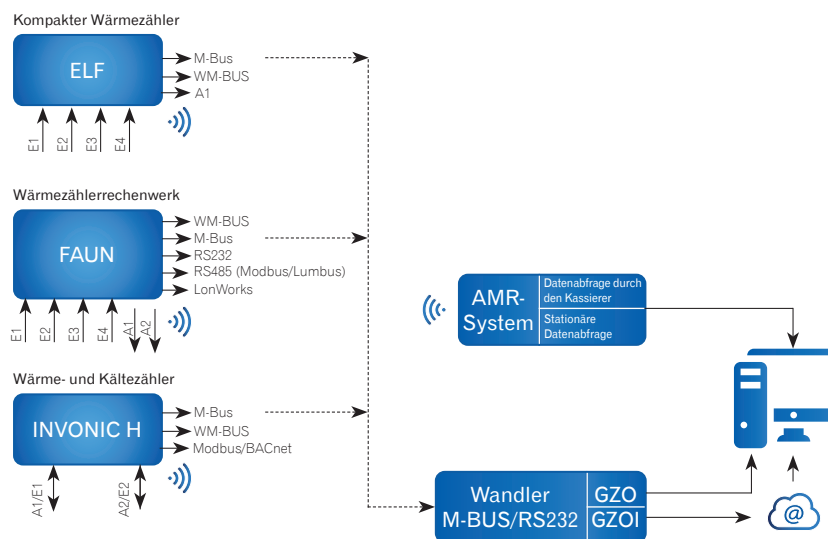 Kompakter Wärmezähler
ELF
M-Bus
WM-BUS
A1
E1
E2
E3
E4
Wärmezählerrechenwerk
FAUN
WM-BUS
M-Bus
RS232
RS485 (Modbus/Lumbus)
LonWorks
E1
E2
E3
E4
A1
A2
Wärme- und Kältezähler
INVONIC H
M-Bus
WM-BUS
Modbus/BACnet
A1/E1
A2/E2
AMR-
System
Datenabfrage durch
den Kassierer
Stationäre
Datenabfrage
Wandler
M-BUS/RS232
GZO
GZOI
@